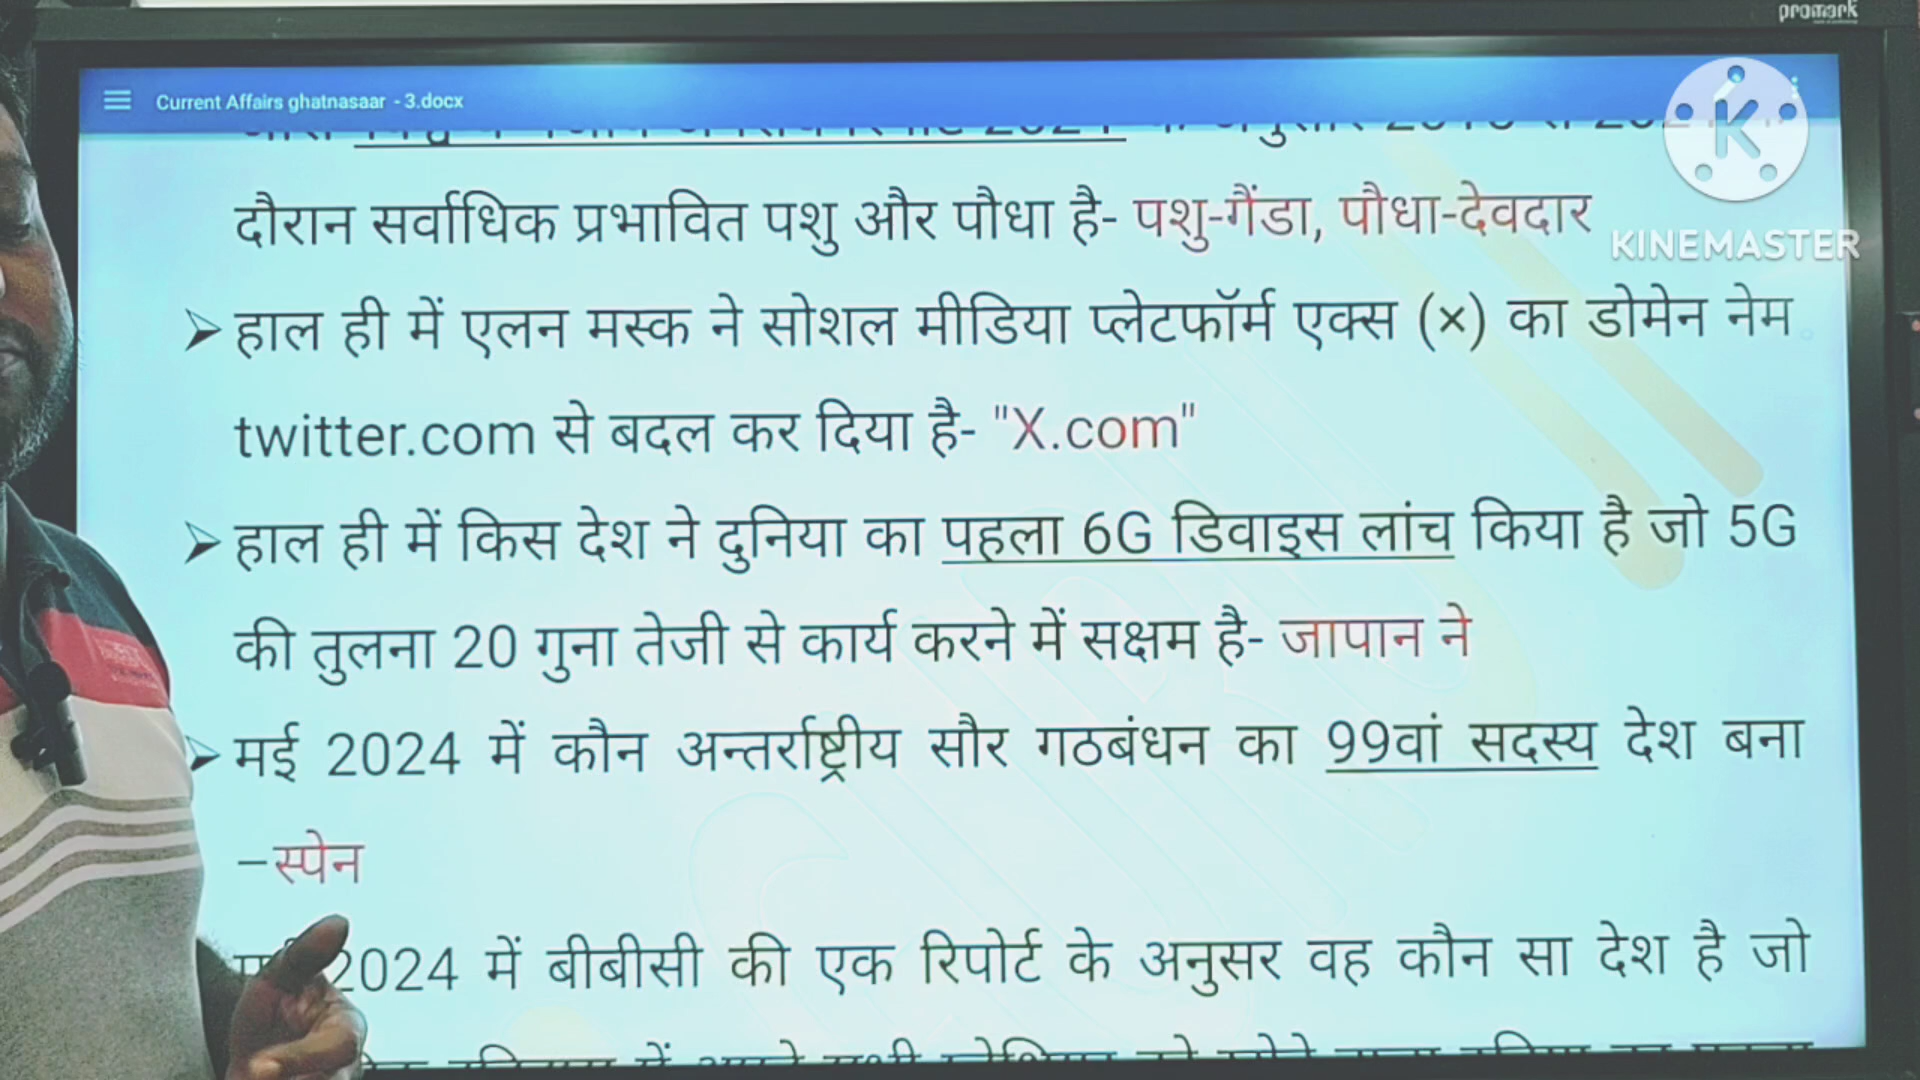 promark
Current Affairs ghatnasaar - 3.docx
KINEMASTER
दौरान सर्वाधिक प्रभावित पशु और पौधा है- पशु-गैंडा, पौधा-देवदार
➢ हाल ही में एलन मस्क ने सोशल मीडिया प्लेटफॉर्म एक्स (×) का डोमेन नेम
twitter.com से बदल कर दिया है- "X.com"
➢ हाल ही में किस देश ने दुनिया का पहला 6G डिवाइस लांच किया है जो 5G
की तुलना 20 गुना तेजी से कार्य करने में सक्षम है- जापान ने
➢ मई 2024 में कौन अन्तर्राष्ट्रीय सौर गठबंधन का 99वां सदस्य देश बना
–स्पेन
2024 में बीबीसी की एक रिपोर्ट के अनुसर वह कौन सा देश है जो